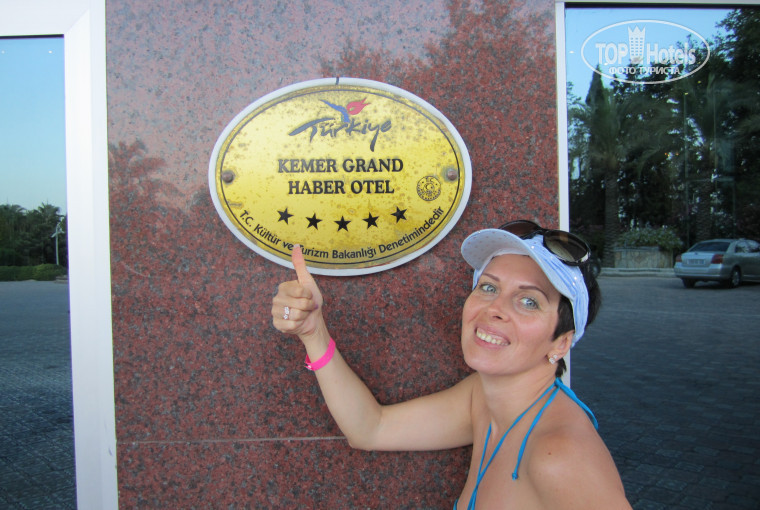 TOP Hotels
ФОТО ТУРИСТА
Türkiye
KEMER GRAND
HABER OTEL
T.C. Kültür ve Turizm Bakanlığı Denetimindedir